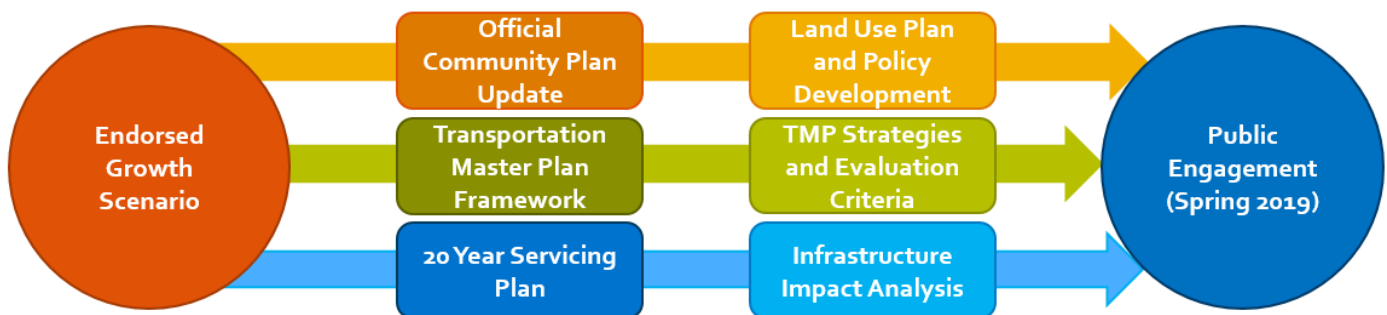 Endorsed
Growth
Scenario
Official
Community Plan
Update
Land Use Plan
and Policy
Development
Transportation
Master Plan
Framework
TMP Strategies
and Evaluation
Criteria
20 Year Servicing
Plan
Infrastructure
Impact Analysis
Public
Engagement
(Spring 2019)